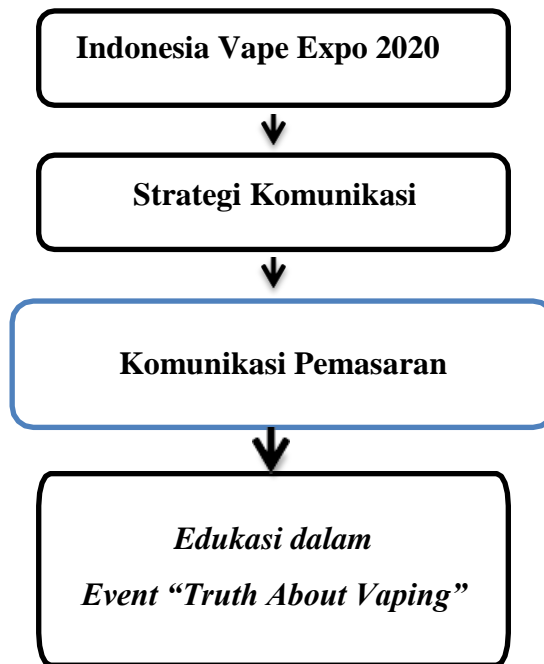 Indonesia Vape Expo 2020
Strategi Komunikasi
Komunikasi Pemasaran
Edukasi dalam
Event “Truth About Vaping”